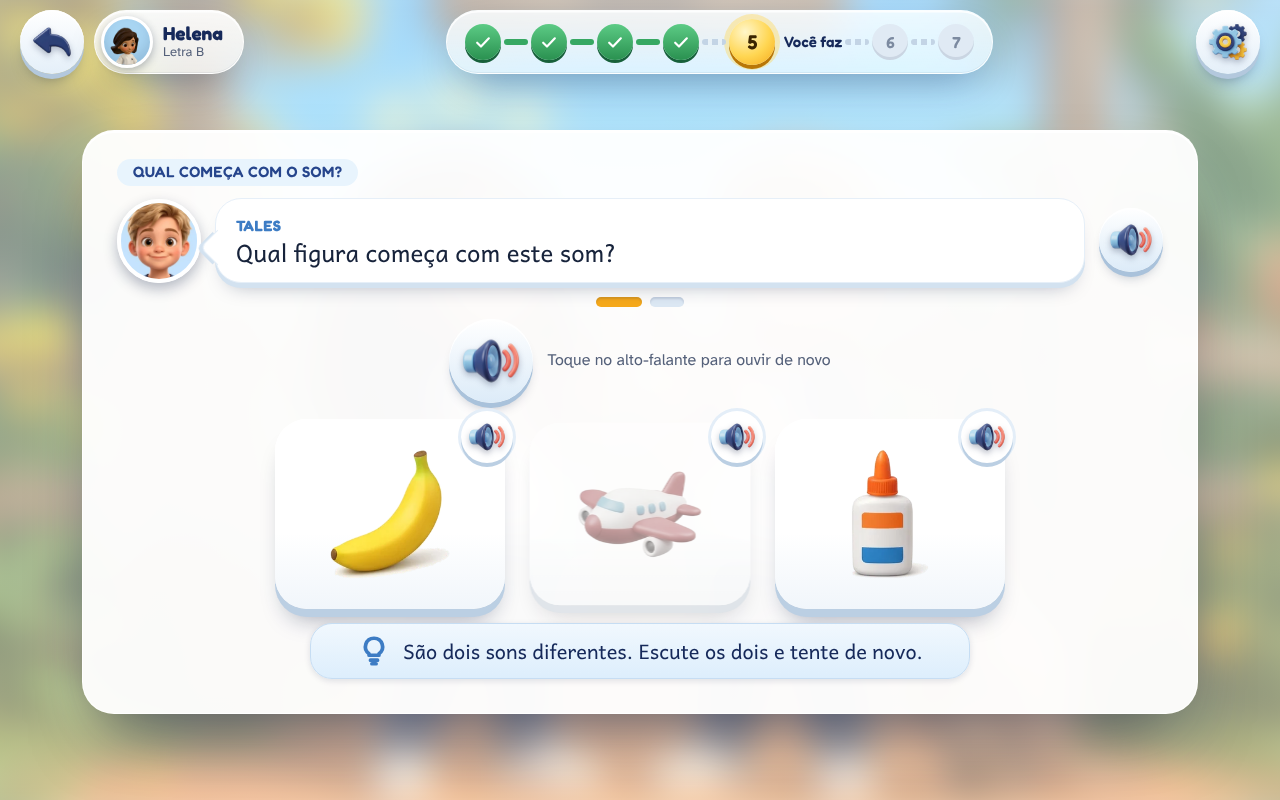 Helena
Letra B
5
Você faz
6
7
QUAL COMEÇA COM O SOM?
TALES
Qual figura começa com este som?
Toque no alto-falante para ouvir de novo
São dois sons diferentes. Escute os dois e tente de novo.